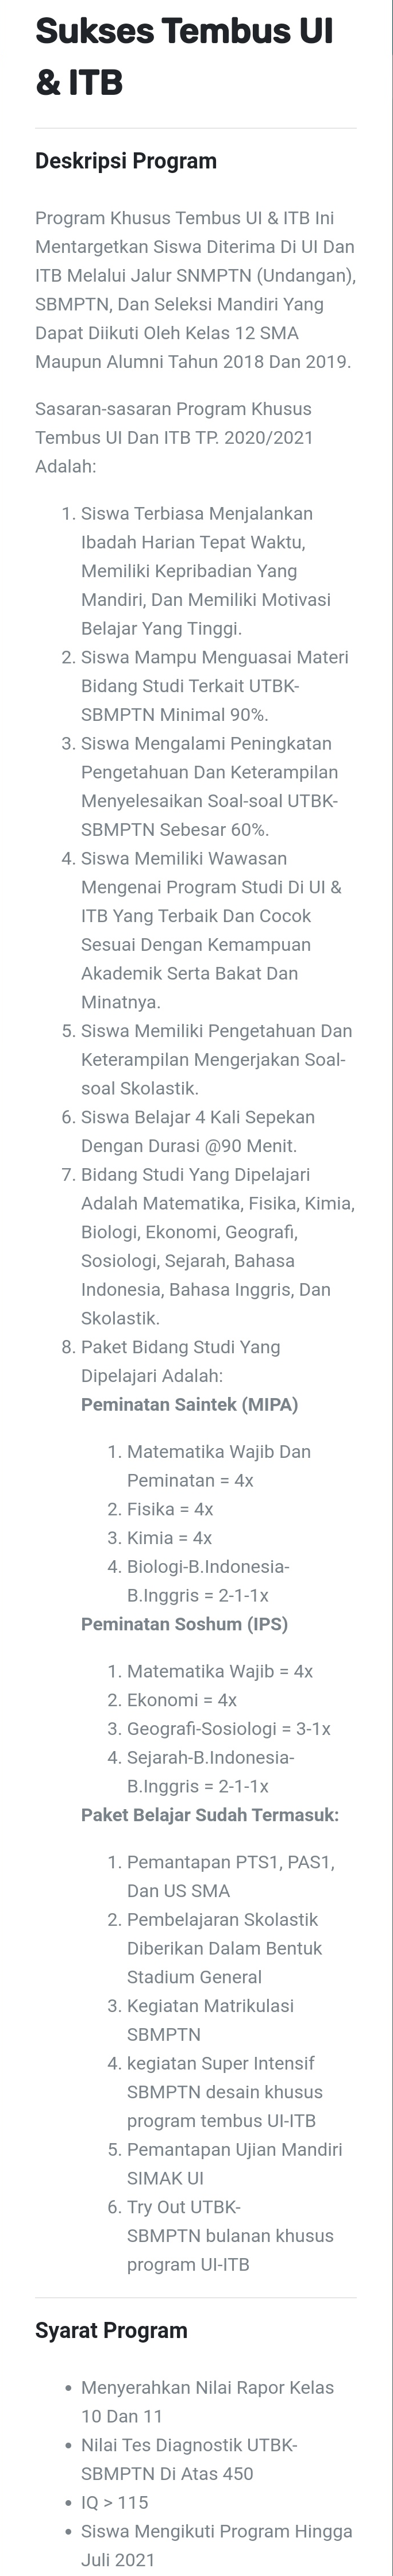 Sukses Tembus UI
& ITB
Deskripsi Program
Program Khusus Tembus UI & ITB Ini
Mentargetkan Siswa Diterima Di UI Dan
ITB Melalui Jalur SNMPTN (Undangan),
SBMPTN, Dan Seleksi Mandiri Yang
Dapat Diikuti Oleh Kelas 12 SMA
Maupun Alumni Tahun 2018 Dan 2019.
Sasaran-sasaran Program Khusus
Tembus UI Dan ITB TP. 2020/2021
Adalah:
1. Siswa Terbiasa Menjalankan
Ibadah Harian Tepat Waktu,
Memiliki Kepribadian Yang
Mandiri, Dan Memiliki Motivasi
Belajar Yang Tinggi.
2. Siswa Mampu Menguasai Materi
Bidang Studi Terkait UTBK-
SBMPTN Minimal 90%.
3. Siswa Mengalami Peningkatan
Pengetahuan Dan Keterampilan
Menyelesaikan Soal-soal UTBK-
SBMPTN Sebesar 60%.
4. Siswa Memiliki Wawasan
Mengenai Program Studi Di UI &
ITB Yang Terbaik Dan Cocok
Sesuai Dengan Kemampuan
Akademik Serta Bakat Dan
Minatnya.
5. Siswa Memiliki Pengetahuan Dan
Keterampilan Mengerjakan Soal-
soal Skolastik.
6. Siswa Belajar 4 Kali Sepekan
Dengan Durasi @90 Menit.
7. Bidang Studi Yang Dipelajari
Adalah Matematika, Fisika, Kimia,
Biologi, Ekonomi, Geografi,
Sosiologi, Sejarah, Bahasa
Indonesia, Bahasa Inggris, Dan
Skolastik.
8. Paket Bidang Studi Yang
Dipelajari Adalah:
Peminatan Saintek (MIPA)
1. Matematika Wajib Dan
Peminatan = 4x
2. Fisika = 4x
3. Kimia = 4x
4. Biologi-B.Indonesia-
B.Inggris = 2-1-1x
Peminatan Soshum (IPS)
1. Matematika Wajib = 4x
2. Ekonomi = 4x
3. Geografi-Sosiologi = 3-1x
4. Sejarah-B.Indonesia-
B.Inggris = 2-1-1x
Paket Belajar Sudah Termasuk:
1. Pemantapan PTS1, PAS1,
Dan US SMA
2. Pembelajaran Skolastik
Diberikan Dalam Bentuk
Stadium General
3. Kegiatan Matrikulasi
SBMPTN
4. kegiatan Super Intensif
SBMPTN desain khusus
program tembus UI-ITB
5. Pemantapan Ujian Mandiri
SIMAK UI
6. Try Out UTBK-
SBMPTN bulanan khusus
program UI-ITB
Syarat Program
• Menyerahkan Nilai Rapor Kelas
10 Dan 11
• Nilai Tes Diagnostik UTBK-
SBMPTN Di Atas 450
• IQ > 115
• Siswa Mengikuti Program Hingga
Juli 2021